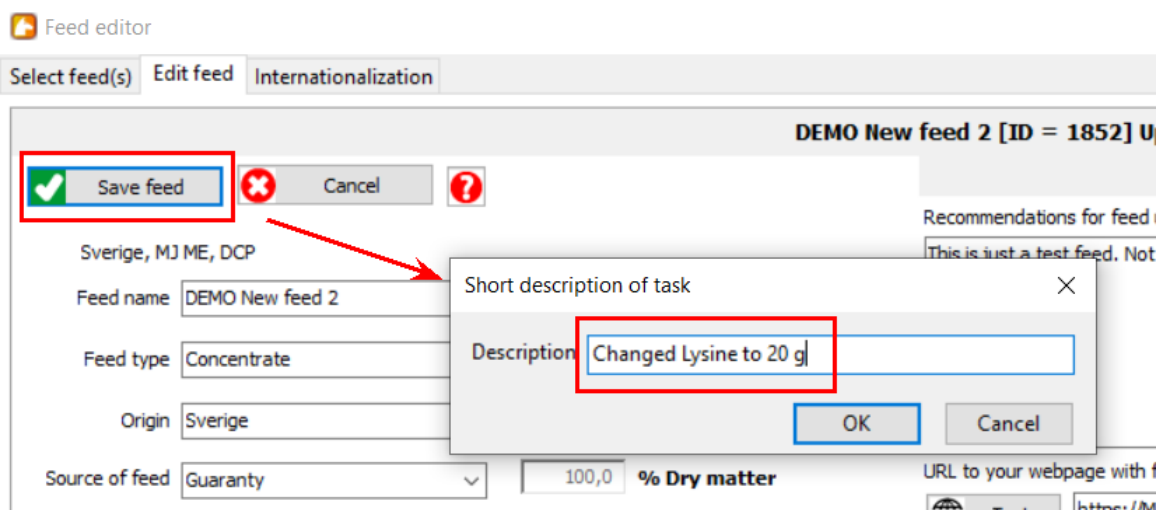 Feed editor
Select feed(s) Edit feed Internationalization
DEMO New feed 2 [ID = 1852]
Save feed Cancel ?
Recommendations for feed
Sverige, MJ ME, DCP
This is just a test feed. Not
Short description of task
Feed name DEMO New feed 2
Description Changed Lysine to 20 g
Feed type Concentrate
OK Cancel
Origin Sverige
Source of feed Guaranty 100,0 % Dry matter
URL to your webpage with